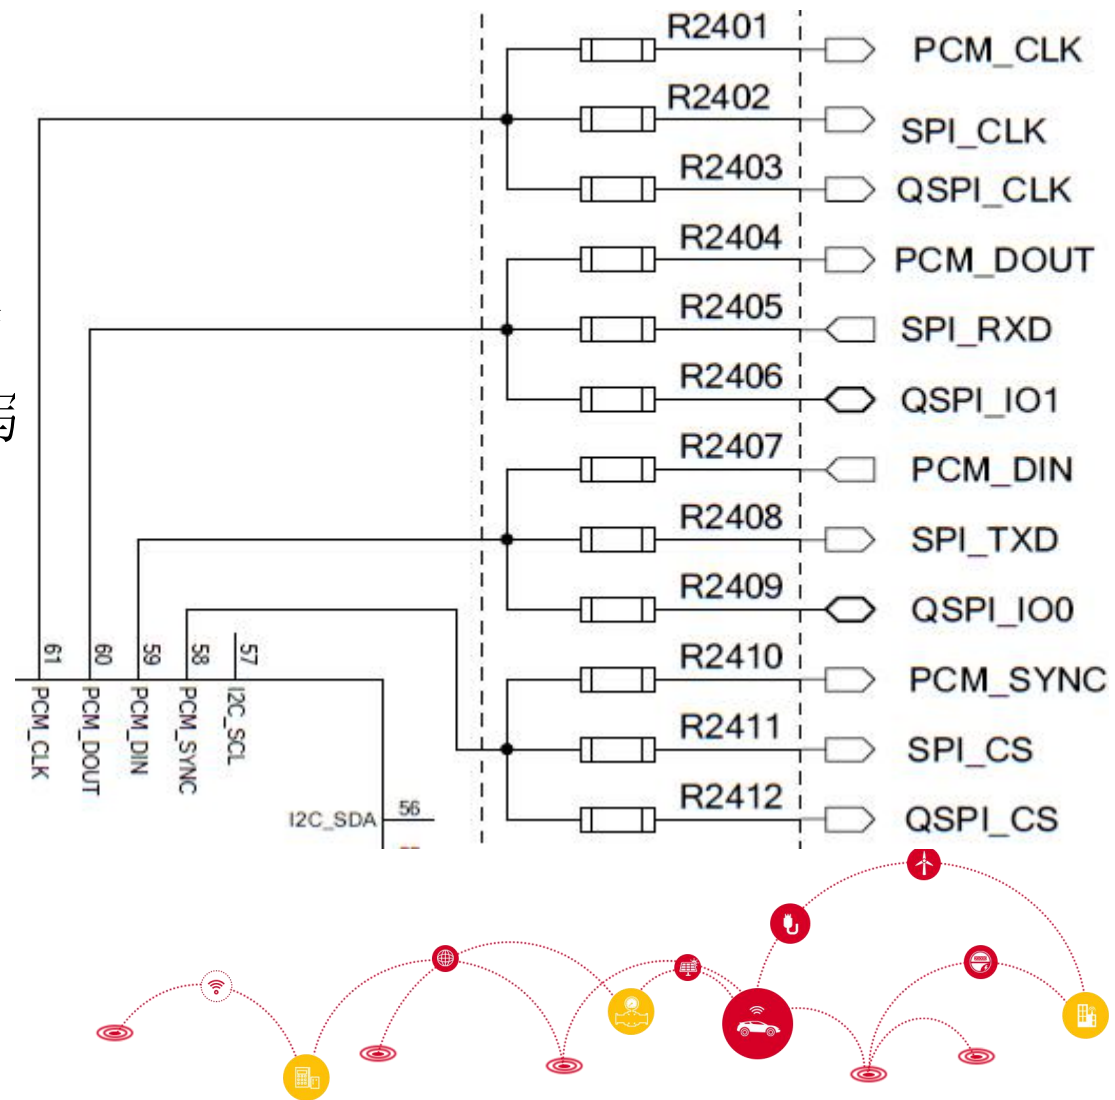 R2401
PCM_CLK
R2402
SPI_CLK
R2403
QSPI_CLK
R2404
PCM_DOUT
R2405
SPI_RXD
R2406
QSPI_IO1
R2407
PCM_DIN
R2408
SPI_TXD
R2409
QSPI_IO0
R2410
PCM_SYNC
R2411
SPI_CS
R2412
QSPI_CS
61
60
59
58
57
PCM_CLK
PCM_DOUT
PCM_DIN
PCM_SYNC
I2C_SCL
I2C_SDA
56